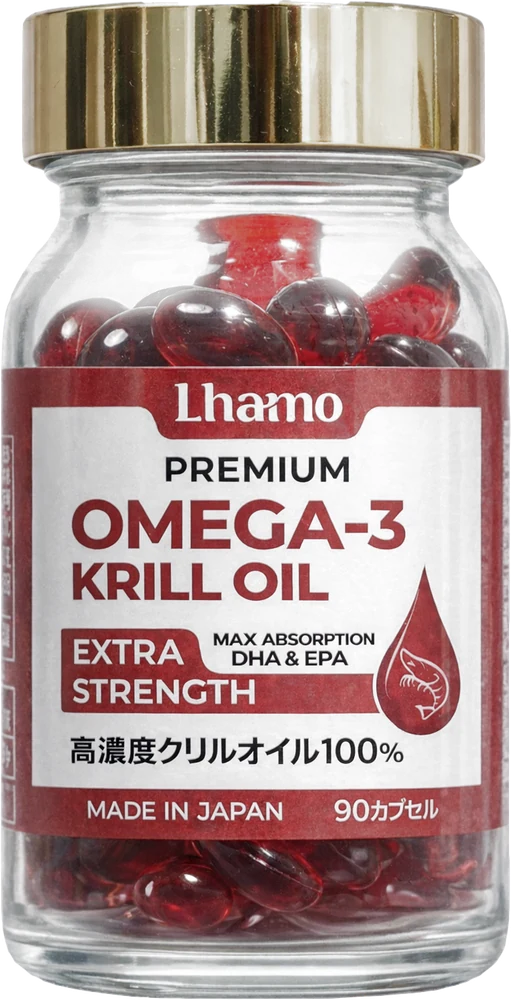 Lhamo
PREMIUM
OMEGA-3
KRILL OIL
EXTRA
STRENGTH
MAX ABSORPTION
DHA & EPA
高濃度クリルオイル100%
MADE IN JAPAN
90カプセル